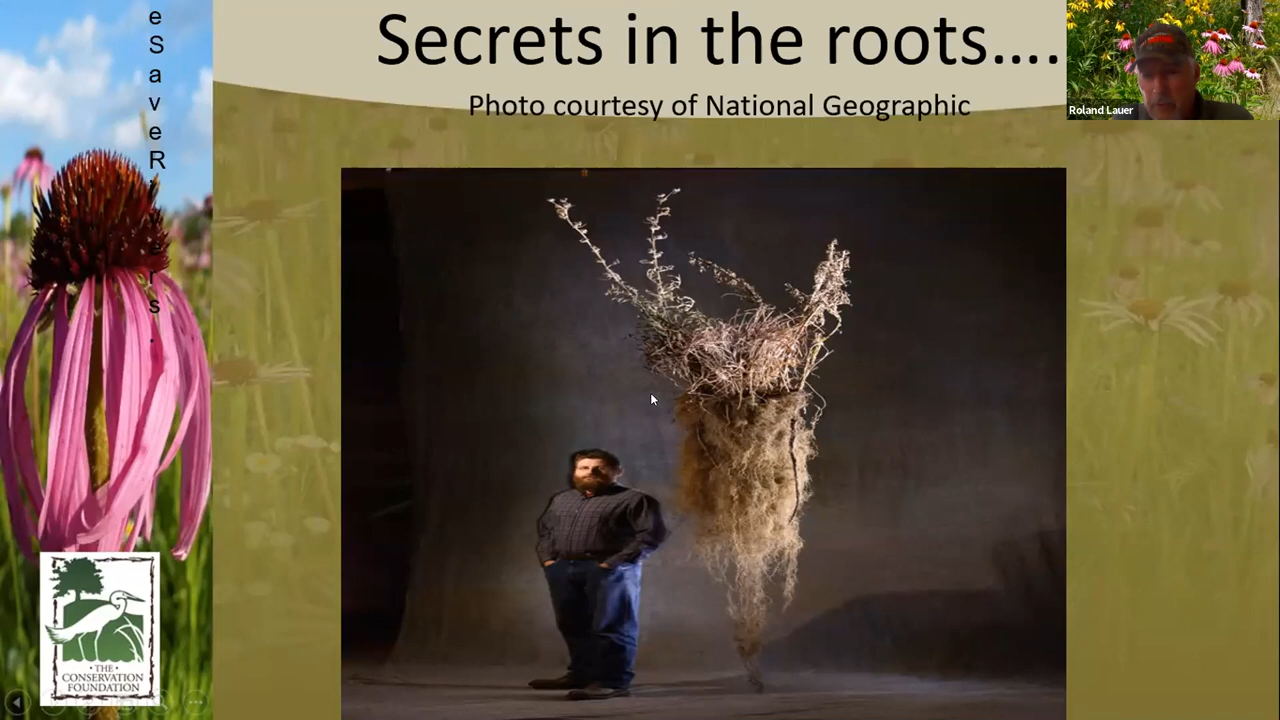 Secrets in the roots….
Photo courtesy of National Geographic
Roland Lauer
e
S
a
v
e
R
r
s
.
• THE •
CONSERVATION
FOUNDATION